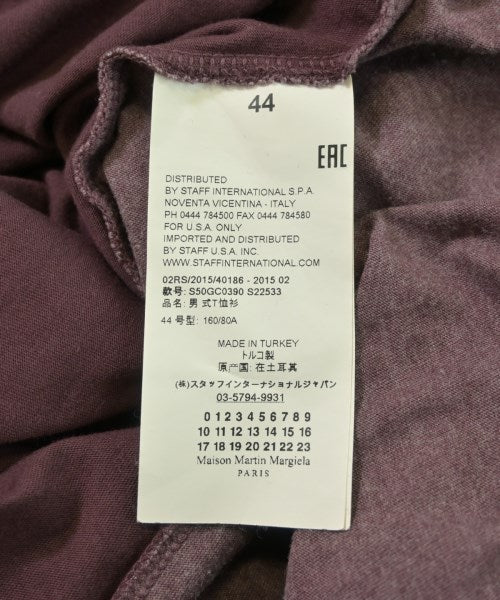 44
EAC
DISTRIBUTED
BY STAFF INTERNATIONAL S.P.A
NOVENTA VICENTINA - ITALY
PH 0444 784500 FAX 0444 784580
FOR U.S.A. ONLY
IMPORTED AND DISTRIBUTED
BY STAFF U.S.A. INC.
WWW.STAFFINTERNATIONAL.COM
02RS/2015/40186 - 2015 02
款号: S50GC0390 S22533
品名: 男 式T恤衫
44 号型: 160/80A
MADE IN TURKEY
トルコ製
原产国: 在土耳其
(株)スタッフインターナショナルジャパン
03-5794-9931
0 1 2 3 4 5 6 7 8 9
10 11 12 13 14 15 16
17 18 19 20 21 22 23
Maison Martin Margiela
PARIS